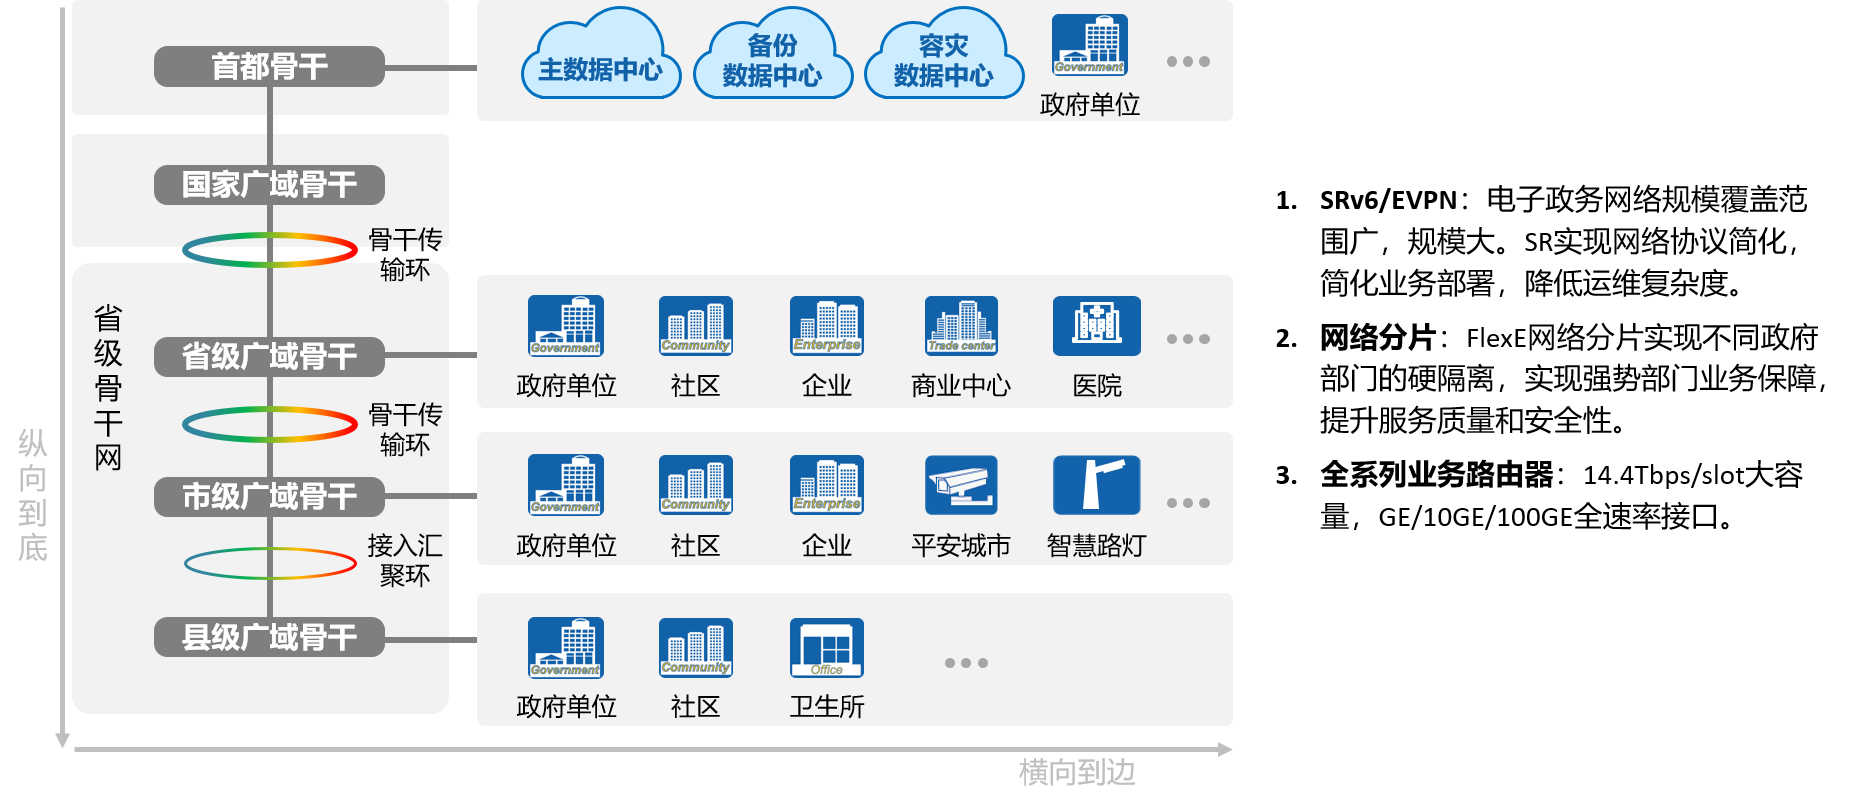 首都骨干
主数据中心
备份
数据中心
容灾
数据中心
Government
政府单位
国家广域骨干
骨干传
输环
省级骨干网
省级广域骨干
Government
政府单位
Community
社区
Enterprise
企业
Trade center
商业中心
医院
骨干传
输环
市级广域骨干
Government
政府单位
Community
社区
Enterprise
企业
平安城市
智慧路灯
接入汇
聚环
县级广域骨干
Government
政府单位
Community
社区
Office
卫生所
纵向到底
横向到边
1. SRv6/EVPN：电子政务网络规模覆盖范
围广，规模大。SR实现网络协议简化，
简化业务部署，降低运维复杂度。
2. 网络分片：FlexE网络分片实现不同政府
部门的硬隔离，实现强势部门业务保障，
提升服务质量和安全性。
3. 全系列业务路由器：14.4Tbps/slot大容
量，GE/10GE/100GE全速率接口。